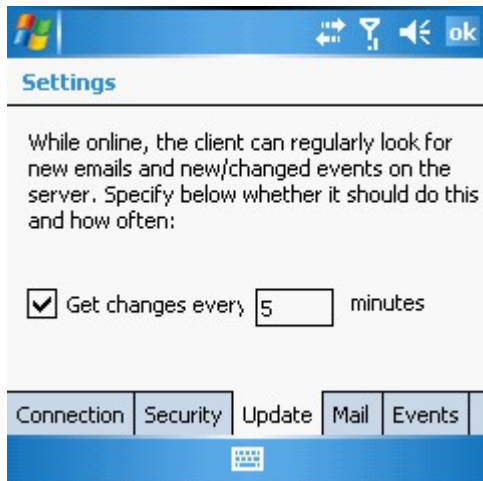 ok
Settings
While online, the client can regularly look for
new emails and new/changed events on the
server. Specify below whether it should do this
and how often:
Get changes every 5 minutes
Connection Security Update Mail Events